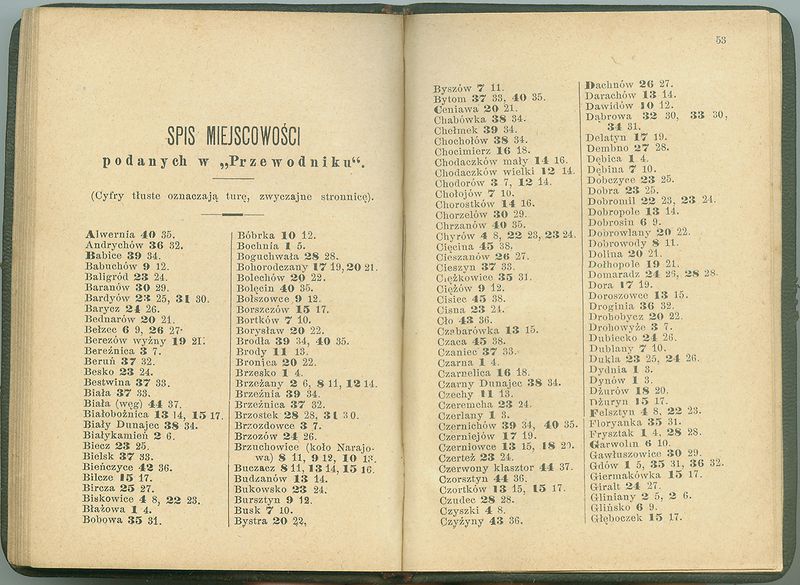 SPIS MIEJSCOWOŚCI
podanych w „Przewodniku“.
(Cyfry tłuste oznaczają turę, zwyczajne stronnicę).
Alwernia 40 35.
Andrychów 36 32.
Babice 39 34.
Babuchów 9 12.
Baligród 23 24.
Baranów 30 29.
Bardyów 23 25, 31 30.
Barycz 24 26.
Bednarów 20 21.
Bełzec 6 9, 26 27.
Berezów wyżny 19 21.
Bereźnica 3 7.
Beruń 37 32.
Besko 23 24.
Bestwina 37 33.
Biała 37 33.
Biała (węg) 44 37.
Białobożnica 13 14, 15 17.
Biały Dunajec 38 34.
Białykamień 2 6.
Biecz 23 25.
Bielsk 37 33.
Bieńczyce 42 36.
Bilcze 15 17.
Bircza 25 27.
Biskowice 4 8, 22 23.
Błażowa 1 4.
Bobowa 35 31.
Bóbrka 10 12.
Bochnia 1 5.
Boguchwała 28 28.
Bohorodczany 17 19, 20 21.
Bolechów 20 22.
Bolęcin 40 35.
Bołszowce 9 12.
Borszczów 15 17.
Bortków 7 10.
Borysław 20 22.
Brodła 39 34, 40 35.
Brody 11 13.
Bronica 20 22.
Brzesko 1 4.
Brzeżany 2 6, 8 11, 12 14.
Brzeźnia 39 34.
Brzeźnica 37 32.
Brzostek 28 28, 31 30.
Brzozdowce 3 7.
Brzozów 24 26.
Brzuchowice (koło Narajo-
wa) 8 11, 9 12, 10 13.
Buczacz 8 11, 13 14, 15 16.
Budzanów 13 14.
Bukowsko 23 24.
Bursztyn 9 12.
Busk 7 10.
Bystra 20 22,
53
Byszów 7 11.
Bytom 37 33, 40 35.
Ceniawa 20 21.
Chabówka 38 34.
Chełmek 39 34.
Chochołów 38 34.
Chocimierz 16 18.
Chodaczków mały 14 16.
Chodaczków wielki 12 14.
Chodorów 3 7, 12 14.
Chołojów 7 10.
Chorostków 14 16.
Chorzelów 30 29.
Chrzanów 40 35.
Chyrów 4 8, 22 23, 23 24.
Cięcina 45 38.
Cieszanów 26 27.
Cieszyn 37 33.
Ciężkowice 35 31.
Ciężów 9 12.
Cisiec 45 38.
Cisna 23 24.
Cło 43 36.
Czabarówka 13 15.
Czaca 45 38.
Czaniec 37 33.
Czarna 1 4.
Czarnelica 16 18.
Czarny Dunajec 38 34.
Czechy 11 13.
Czeremcha 23 24.
Czerlany 1 3.
Czernichów 39 34, 40 35.
Czerniejów 17 19.
Czerniowce 13 15, 18 20.
Czerteż 23 24.
Czerwony klasztor 44 37.
Czorsztyn 44 36.
Czortków 13 15, 15 17.
Czudec 28 28.
Czyszki 4 8.
Czyżyny 43 36.
Dachnów 26 27.
Darachów 13 14.
Dawidów 10 12.
Dąbrowa 32 30, 33 30,
34 31.
Delatyn 17 19.
Dembno 27 28.
Dębica 1 4.
Dębina 7 10.
Dobczyce 23 25.
Dobra 23 25.
Dobromil 22 23, 23 24.
Dobropole 13 14.
Dobrosin 6 9.
Dobrowlany 20 22.
Dobrowody 8 11.
Dolina 20 21.
Dołhopole 19 21.
Domaradz 24 26, 28 28
Dora 17 19.
Doroszowce 13 15.
Droginia 36 32.
Drohobycz 20 22.
Drohowyże 3 7.
Dubiecko 24 26.
Dublany 7 10.
Dukla 23 25, 24 26.
Dydnia 1 3.
Dynów 1 3.
Dżurów 18 20.
Dżuryn 15 17.
Felsztyn 4 8, 22 23.
Floryanka 35 31.
Frysztak 1 4, 28 28.
Garwolin 6 10.
Gawłuszowice 30 29.
Gdów 1 5, 35 31, 36 32.
Giermakówka 15 17.
Giralt 24 27.
Gliniany 2 5, 2 6.
Glińsko 6 9.
Głęboczek 15 17.